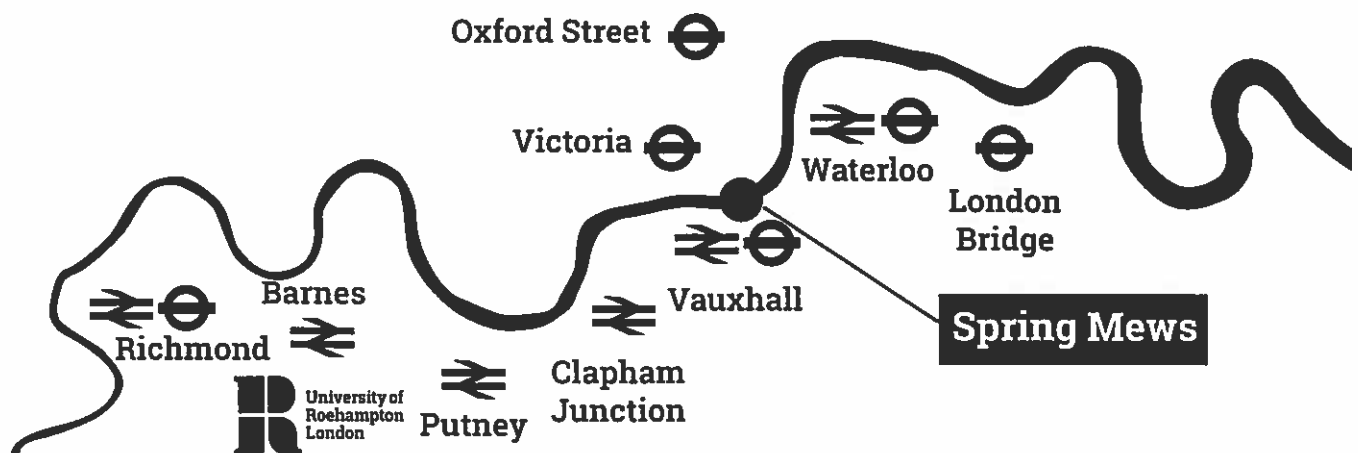 Oxford Street
Victoria
Waterloo
London
Bridge
Barnes
Vauxhall
Richmond
Spring Mews
Clapham
Junction
University of
Roehampton
London
Putney
R